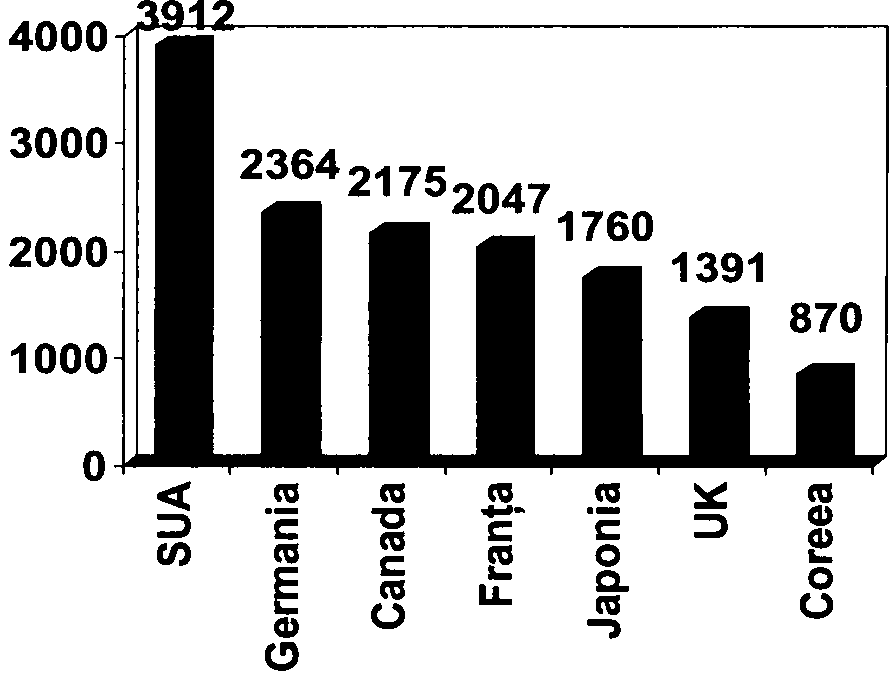 3912
4000
3000
2364
2175
2047
2000
1760
1391
1000
870
0
SUA
Germania
Canada
Franța
Japonia
UK
Coreea